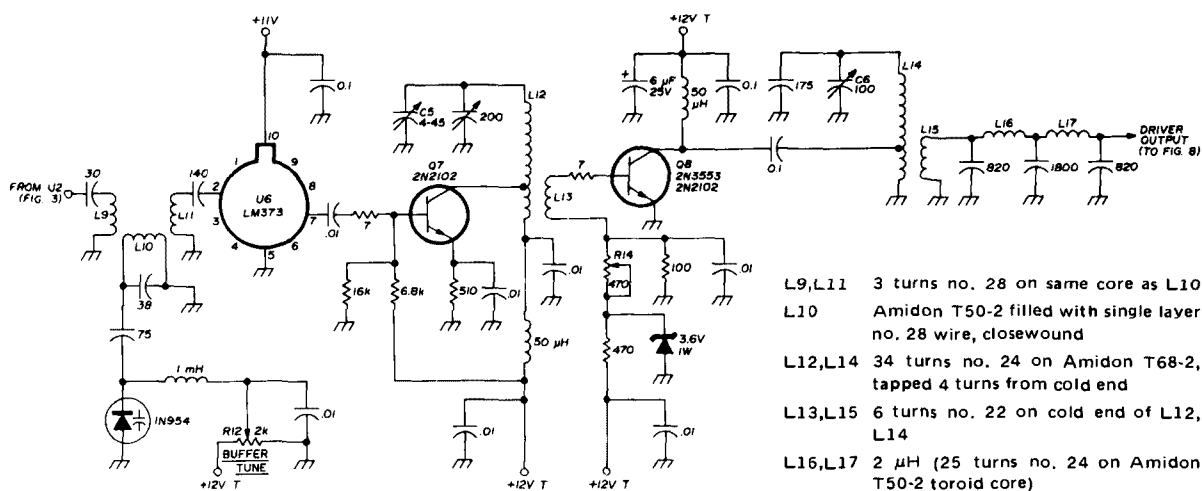 +11V
0.1
10
1
9
2
8
3
7
4
5
6
U6
LM373
FROM U2
(FIG. 3)
30
L9
140
L11
L10
38
75
1 mH
1N954
R12
2k
BUFFER
TUNE
+12V T
.01
.01
7
Q7
2N2102
C5
4-45
200
L12
16k
6.8k
510
.01
.01
50 μH
.01
+12V T
+12V T
+
6 μF
25V
50
μH
0.1
175
C6
100
L14
L13
7
Q8
2N3553
2N2102
0.1
L15
L16
L17
820
1800
820
DRIVER
OUTPUT
(TO FIG. 8)
R14
470
100
.01
470
3.6V
1W
.01
+12V T
L9,L11 3 turns no. 28 on same core as L10
L10 Amidon T50-2 filled with single layer
no. 28 wire, closewound
L12,L14 34 turns no. 24 on Amidon T68-2,
tapped 4 turns from cold end
L13,L15 6 turns no. 22 on cold end of L12,
L14
L16,L17 2 μH (25 turns no. 24 on Amidon
T50-2 toroid core)